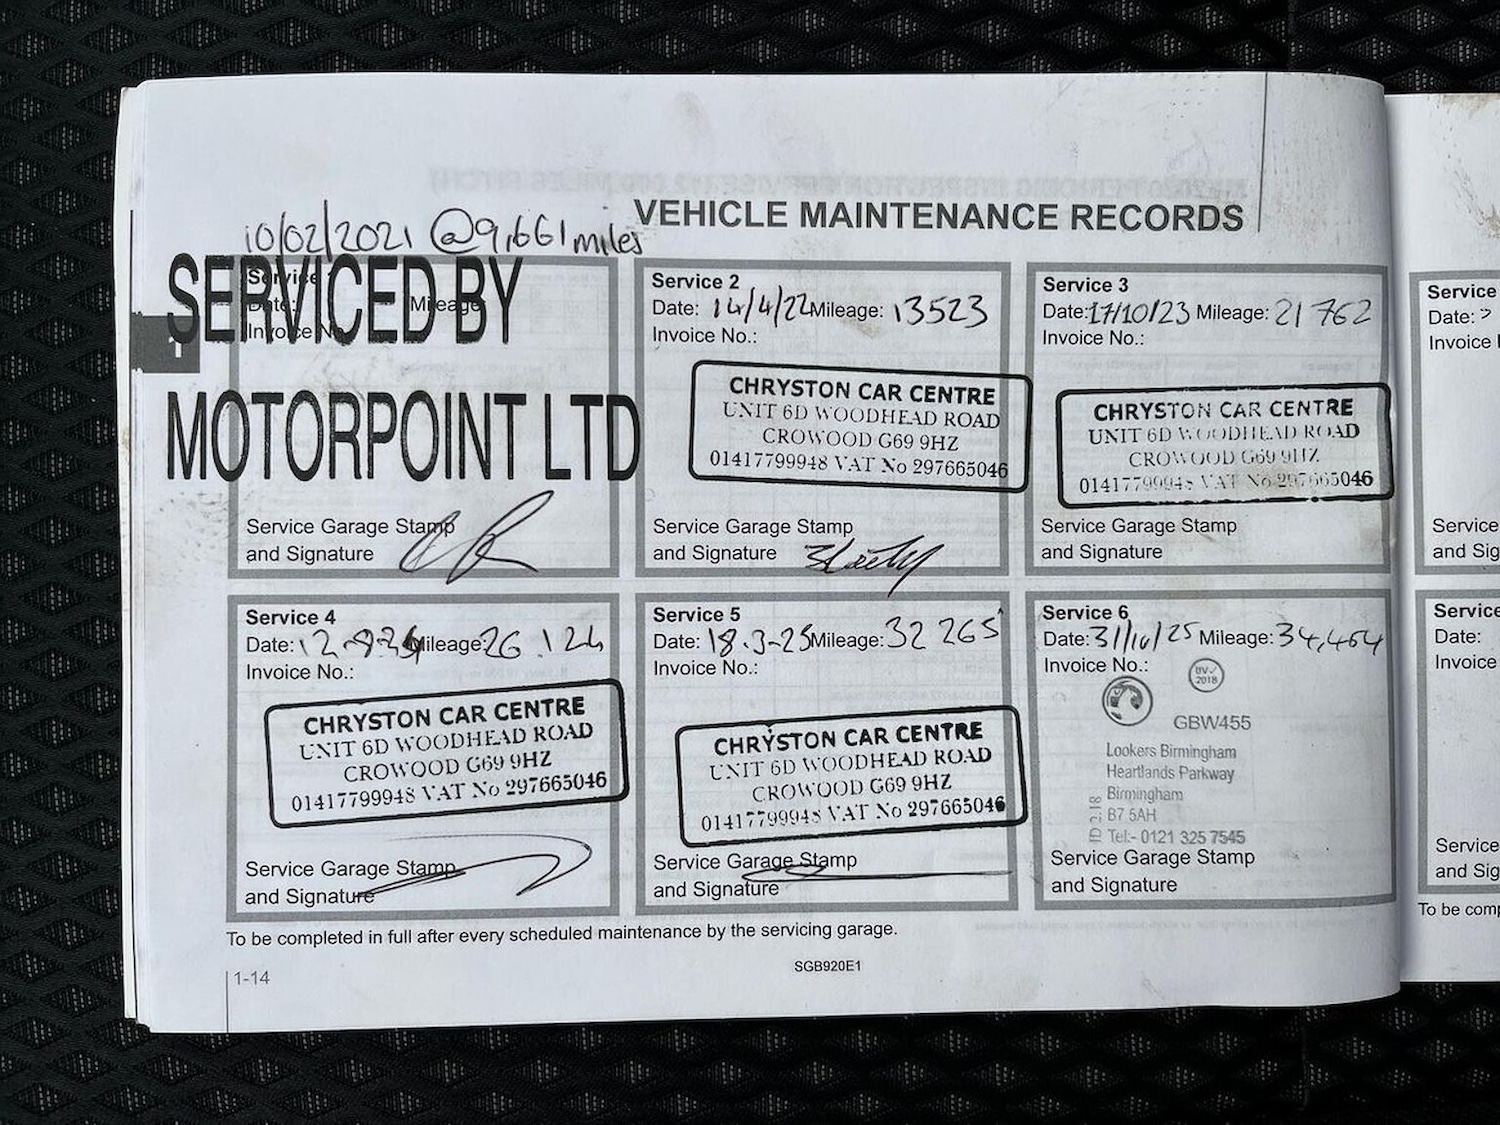 VEHICLE MAINTENANCE RECORDS
10/02/2021 @9,661 miles
SERVICED BY
MOTORPOINT LTD
Service
Date: Mileage:
Invoice No.
Service Garage Stamp
and Signature
Service 2
Date: 14/4/22 Mileage: 13523
Invoice No.:
CHRYSTON CAR CENTRE
UNIT 6D WOODHEAD ROAD
CROWOOD G69 9HZ
01417799948 VAT No 297665046
Service Garage Stamp
and Signature
Service 3
Date: 17/10/23 Mileage: 21 762
Invoice No.:
CHRYSTON CAR CENTRE
UNIT 6D WOODHEAD ROAD
CROWOOD G69 9HZ
01417799948 VAT No 297665046
Service Garage Stamp
and Signature
Service 4
Date: Mileage: 26.124
Invoice No.:
CHRYSTON CAR CENTRE
UNIT 6D WOODHEAD ROAD
CROWOOD G69 9HZ
01417799948 VAT No 297665046
Service Garage Stamp
and Signature
Service 5
Date: 18.3-25 Mileage: 32 265
Invoice No.:
CHRYSTON CAR CENTRE
UNIT 6D WOODHEAD ROAD
CROWOOD G69 9HZ
01417799948 VAT No 297665046
Service Garage Stamp
and Signature
Service 6
Date: 31/10/25 Mileage: 34,464
Invoice No.:
BV✓
2018
GBW455
Lookers Birmingham
Heartlands Parkway
Birmingham
B7 5AH
Tel:- 0121 325 7545
Service Garage Stamp
and Signature
To be completed in full after every scheduled maintenance by the servicing garage.
1-14
SGB920E1
Service
Date:
Invoice
Service
and Sig
Service
Date:
Invoice
Service
and Sig
To be comp